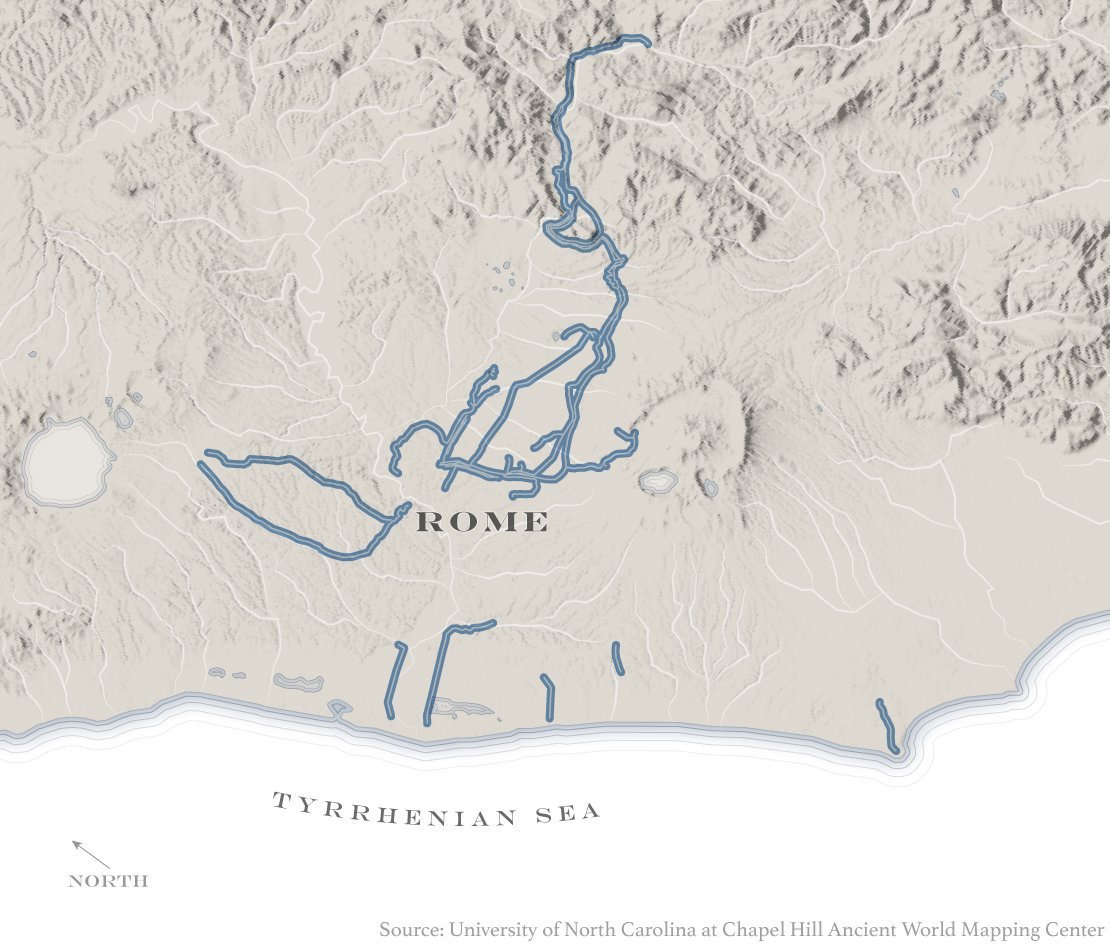 ROME
TYRRHENIAN SEA
NORTH
Source: University of North Carolina at Chapel Hill Ancient World Mapping Center